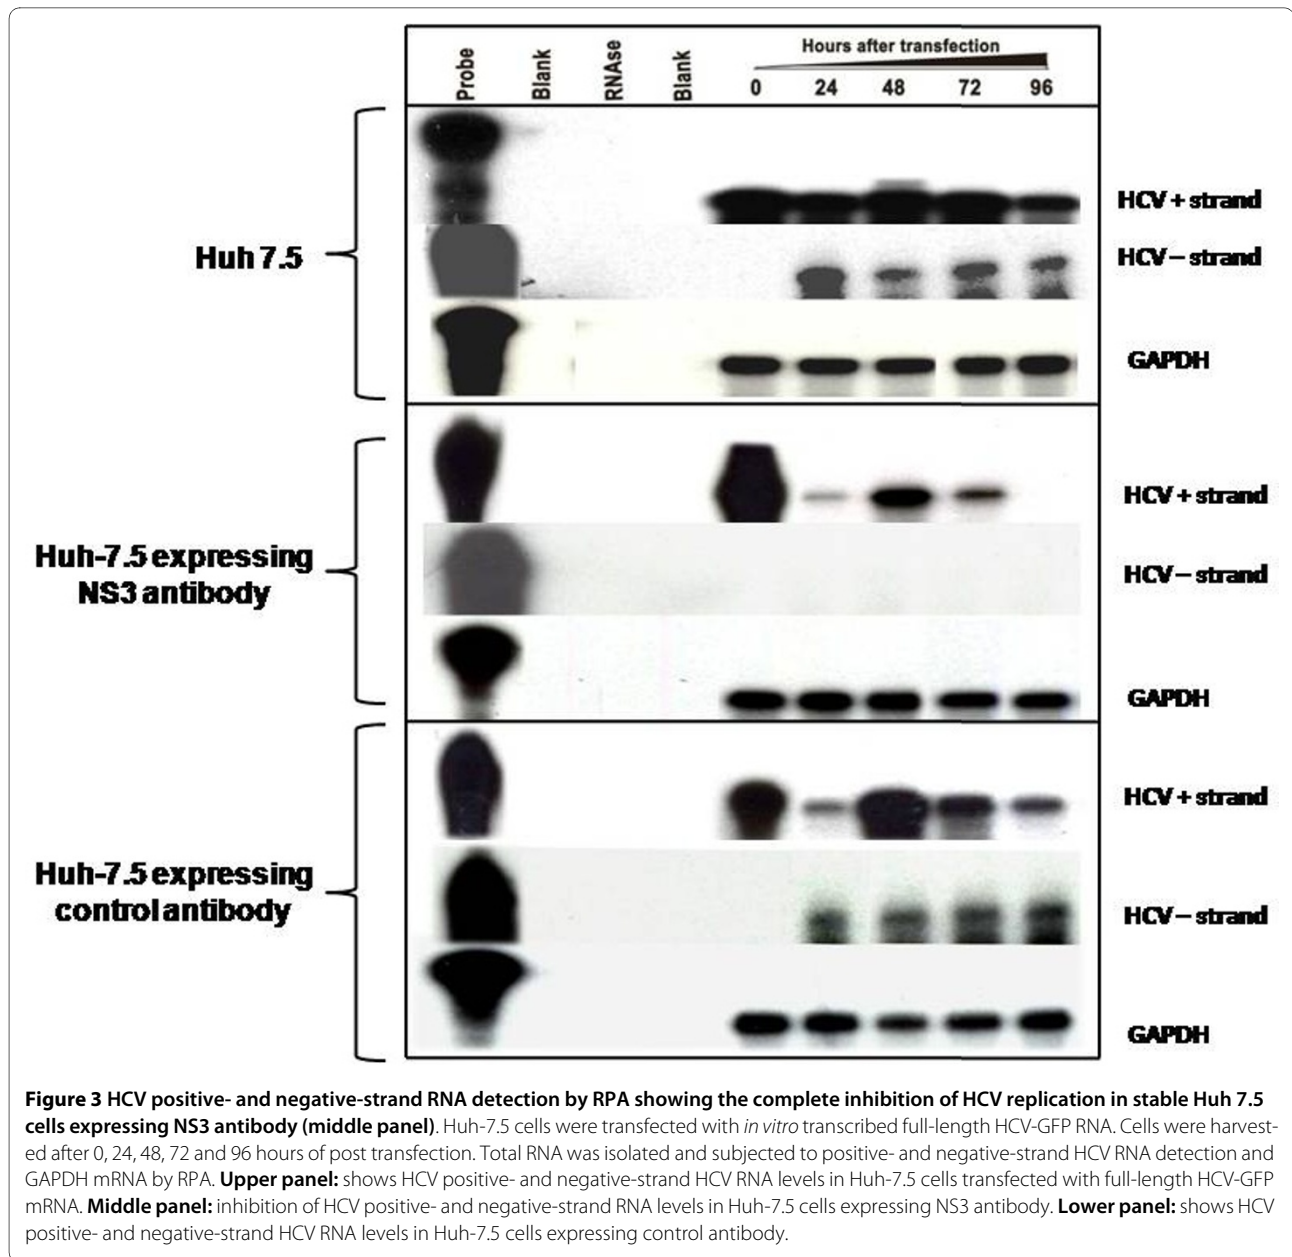 Probe
Blank
RNAse
Blank
Hours after transfection
0 24 48 72 96
Huh 7.5
HCV + strand
HCV – strand
GAPDH
Huh-7.5 expressing
NS3 antibody
HCV + strand
HCV – strand
GAPDH
Huh-7.5 expressing
control antibody
HCV + strand
HCV – strand
GAPDH
Figure 3 HCV positive- and negative-strand RNA detection by RPA showing the complete inhibition of HCV replication in stable Huh 7.5
cells expressing NS3 antibody (middle panel). Huh-7.5 cells were transfected with in vitro transcribed full-length HCV-GFP RNA. Cells were harvest-
ed after 0, 24, 48, 72 and 96 hours of post transfection. Total RNA was isolated and subjected to positive- and negative-strand HCV RNA detection and
GAPDH mRNA by RPA. Upper panel: shows HCV positive- and negative-strand HCV RNA levels in Huh-7.5 cells transfected with full-length HCV-GFP
mRNA. Middle panel: inhibition of HCV positive- and negative-strand RNA levels in Huh-7.5 cells expressing NS3 antibody. Lower panel: shows HCV
positive- and negative-strand HCV RNA levels in Huh-7.5 cells expressing control antibody.